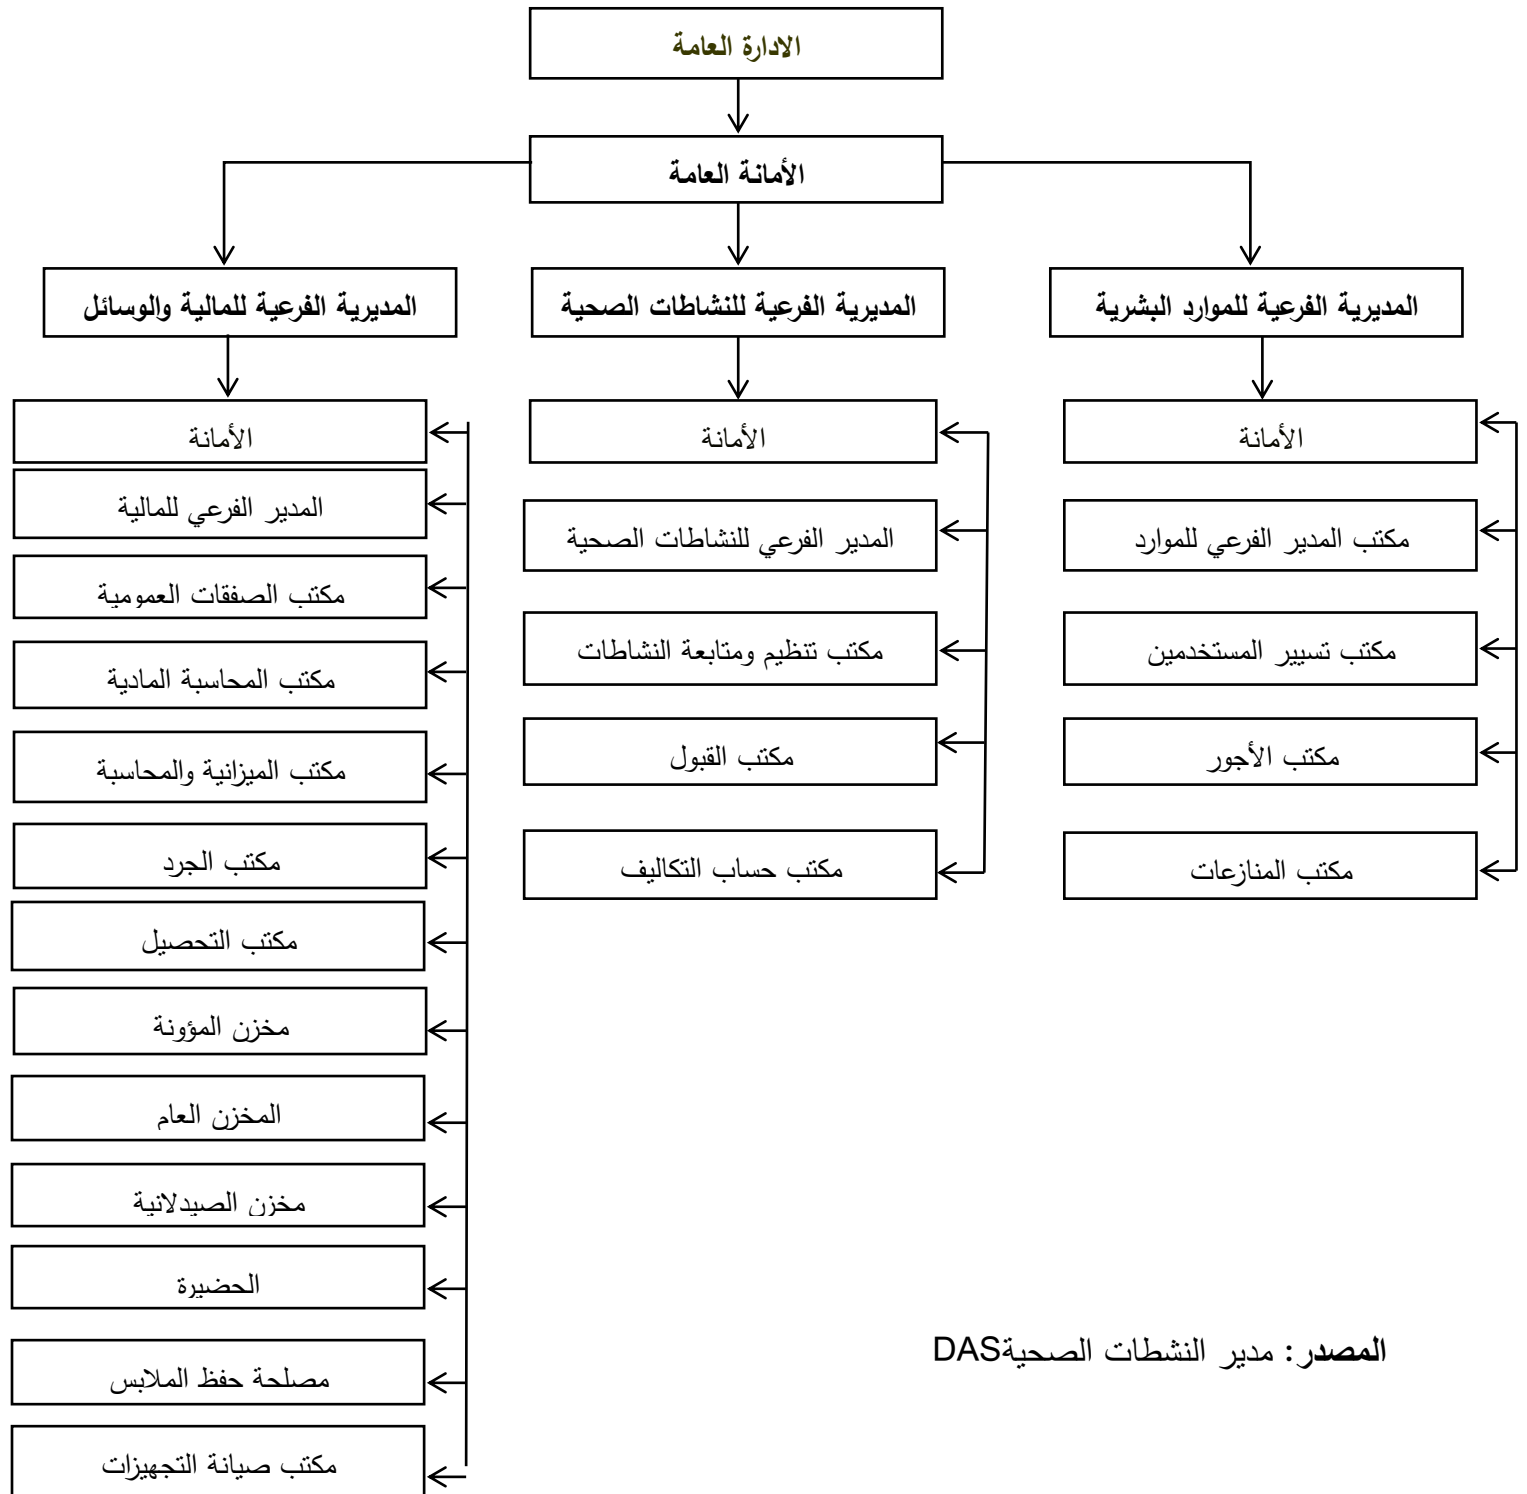 الادارة العامة
الأمانة العامة
المديرية الفرعية للموارد البشرية
المديرية الفرعية للنشاطات الصحية
المديرية الفرعية للمالية والوسائل
الأمانة
مكتب المدير الفرعي للموارد
مكتب تسيير المستخدمين
مكتب الأجور
مكتب المنازعات
الأمانة
المدير الفرعي للنشاطات الصحية
مكتب تنظيم ومتابعة النشاطات
مكتب القبول
مكتب حساب التكاليف
الأمانة
المدير الفرعي للمالية
مكتب الصفقات العمومية
مكتب المحاسبة المادية
مكتب الميزانية والمحاسبة
مكتب الجرد
مكتب التحصيل
مخزن المؤونة
المخزن العام
مخزن الصيدلانية
الحضيرة
مصلحة حفظ الملابس
مكتب صيانة التجهيزات
المصدر: مدير النشطات الصحيةDAS